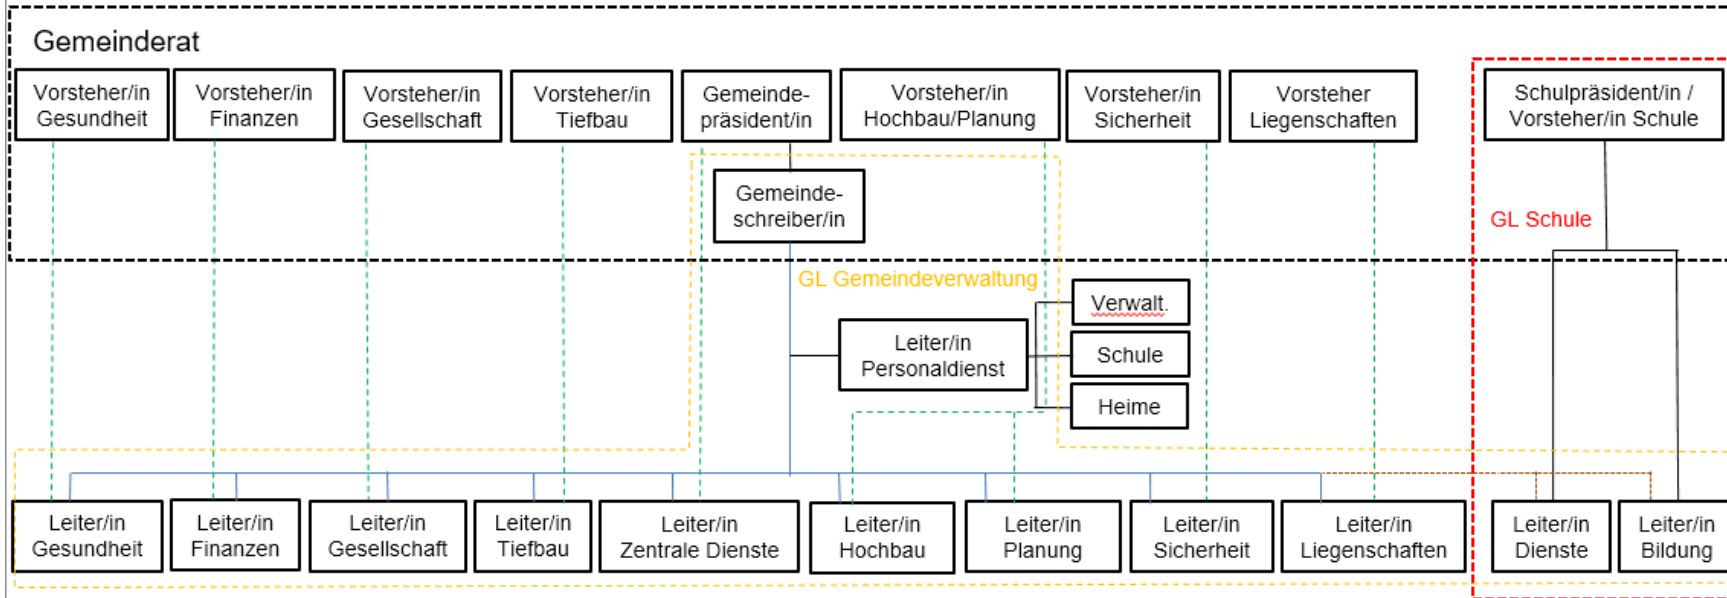 Gemeinderat
Vorsteher/in
Gesundheit
Vorsteher/in
Finanzen
Vorsteher/in
Gesellschaft
Vorsteher/in
Tiefbau
Gemeinde-
präsident/in
Vorsteher/in
Hochbau/Planung
Vorsteher/in
Sicherheit
Vorsteher
Liegenschaften
Schulpräsident/in /
Vorsteher/in Schule
Gemeinde-
schreiber/in
GL Schule
GL Gemeindeverwaltung
Leiter/in
Personaldienst
Verwalt.
Schule
Heime
Leiter/in
Gesundheit
Leiter/in
Finanzen
Leiter/in
Gesellschaft
Leiter/in
Tiefbau
Leiter/in
Zentrale Dienste
Leiter/in
Hochbau
Leiter/in
Planung
Leiter/in
Sicherheit
Leiter/in
Liegenschaften
Leiter/in
Dienste
Leiter/in
Bildung